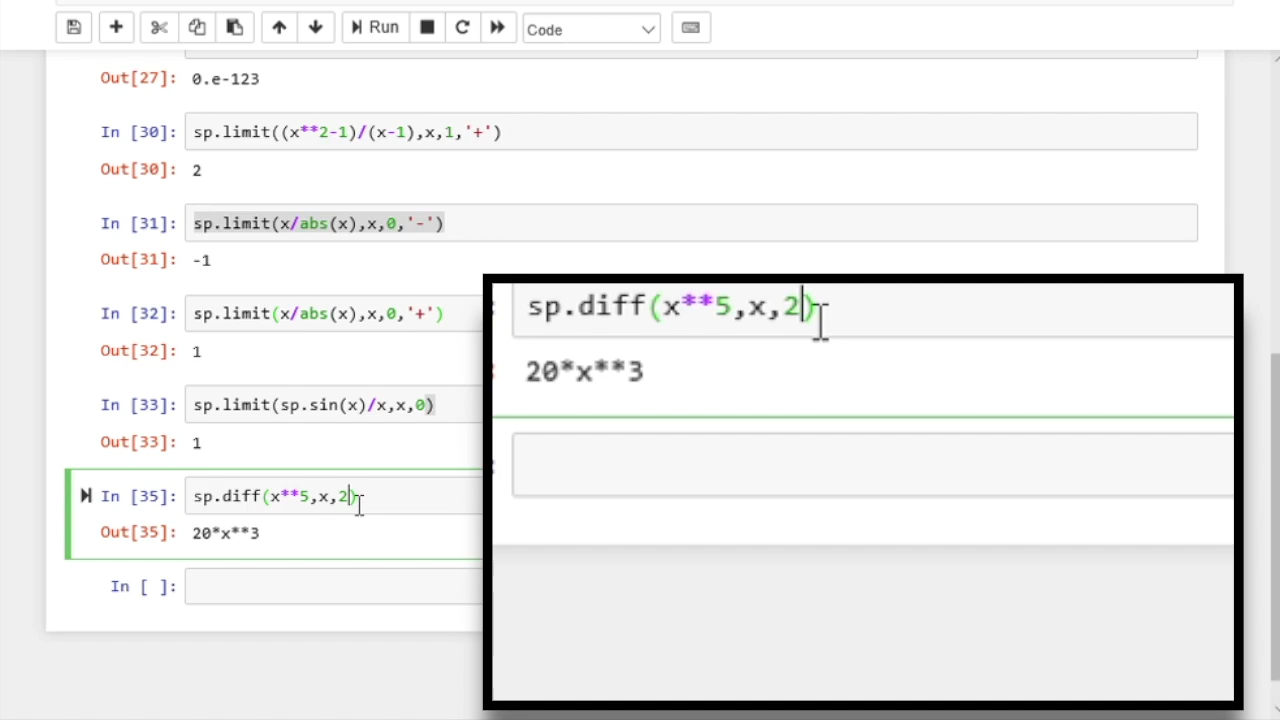 Run
Code
Out[27]: 0.e-123
In [30]: sp.limit((x**2-1)/(x-1),x,1,'+')
Out[30]: 2
In [31]: sp.limit(x/abs(x),x,0,'-')
Out[31]: -1
In [32]: sp.limit(x/abs(x),x,0,'+')
Out[32]: 1
In [33]: sp.limit(sp.sin(x)/x,x,0)
Out[33]: 1
In [35]: sp.diff(x**5,x,2)
Out[35]: 20*x**3
In [ ]:
sp.diff(x**5,x,2)
20*x**3